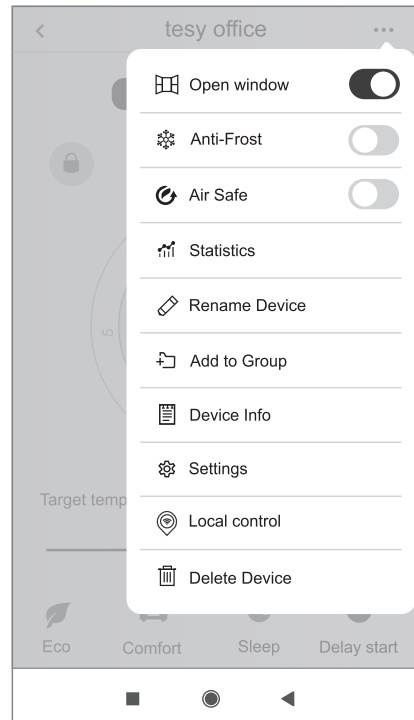 tesy office
Open window
Anti-Frost
Air Safe
Statistics
Rename Device
Add to Group
5
Device Info
Settings
Target temp
Local control
Delete Device
Eco Comfort Sleep Delay start